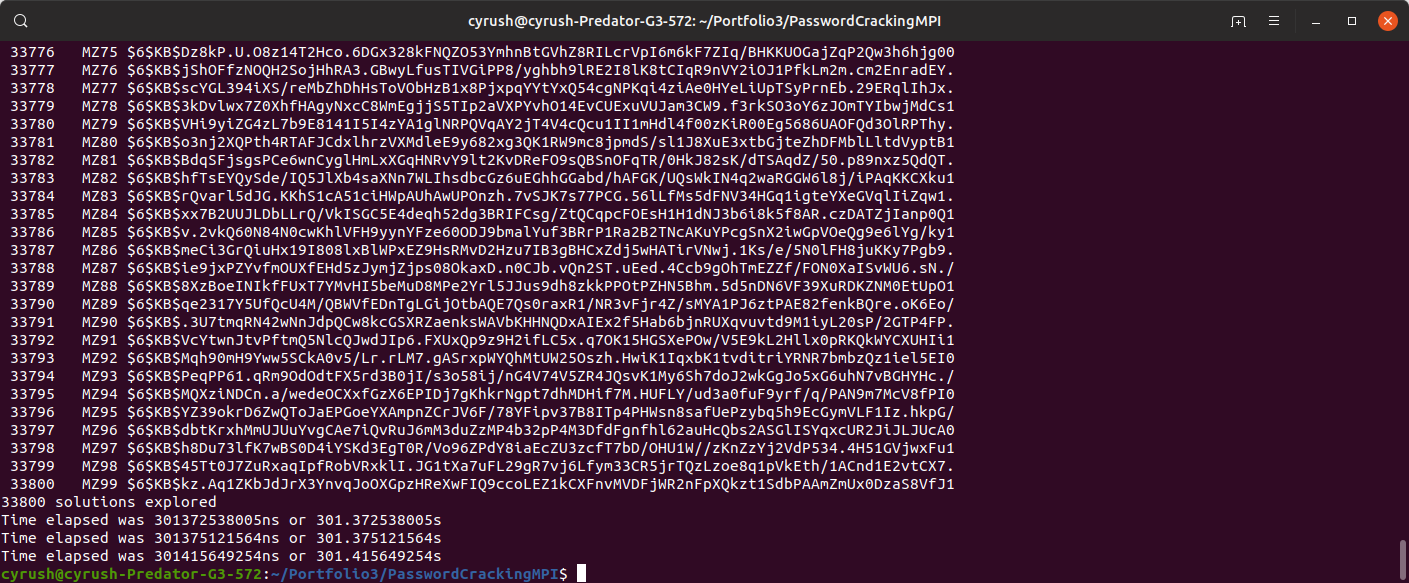 cyrush@cyrush-Predator-G3-572: ~/Portfolio3/PasswordCrackingMPI
33776 MZ75 $6$KB$Dz8kP.U.O8z14T2Hco.6DGx328kFNQZO53YmhnBtGVhZ8RILcrVpI6m6kF7ZIq/BHKKUOGajZqP2Qw3h6hjg00
33777 MZ76 $6$KB$jShOFfzNOQH2SojHhRA3.GBwyLfusTIVGiPP8/yghbh9lRE2I8lK8tCIqR9nVY2iOJ1PfkLm2m.cm2EnradEY.
33778 MZ77 $6$KB$scYGL394iXS/reMbZhDhHsToVObHzB1x8PjxpqYYtYxQ54cgNPKqi4ziAe0HYeLiUpTSyPrnEb.29ERqlIhJx.
33779 MZ78 $6$KB$3kDvlwx7Z0XhfHAgyNxcC8WmEgjjS5TIp2aVXPYvhO14EvCUExuVUJam3CW9.f3rkSO3oY6zJOmTYIbwjMdCs1
33780 MZ79 $6$KB$VHi9yiZG4zL7b9E8141I5I4zYA1glNRPQVqAY2jT4V4cQcu1II1mHdl4f00zKiR00Eg5686UAOFQd3OlRPThy.
33781 MZ80 $6$KB$o3nj2XQPth4RTAFJCdxlhrzVXMdleE9y682xg3QK1RW9mc8jpmdS/sl1J8XuE3xtbGjteZhDFMblLltdVyptB1
33782 MZ81 $6$KB$BdqSFjsgsPCe6wnCyglHmLxXGqHNRvY9lt2KvDReFO9sQBSnOFqTR/0HkJ82sK/dTSAqdZ/50.p89nxz5QdQT.
33783 MZ82 $6$KB$hfTsEYQySde/IQ5JlXb4saXNn7WLIhsdbcGz6uEGhhGGabd/hAFGK/UQsWkIN4q2waRGGW6l8j/iPAqKKCXku1
33784 MZ83 $6$KB$rQvarl5dJG.KKhS1cA51ciHWpAUhAwUPOnzh.7vSJK7s77PCG.56lLfMs5dFNV34HGq1igteYXeGVqlIiZqw1.
33785 MZ84 $6$KB$xx7B2UUJLDbLLrQ/VkISGC5E4deqh52dg3BRIFCsg/ZtQCqpcFOEsH1H1dNJ3b6i8k5f8AR.czDATZjIanp0Q1
33786 MZ85 $6$KB$v.2vkQ60N84N0cwKhlVFH9yynYFze60ODJ9bmalYuf3BRrP1Ra2B2TNcAKuYPcgSnX2iwGpVOeQg9e6lYg/ky1
33787 MZ86 $6$KB$meCi3GrQiuHx19I808lxBlWPxEZ9HsRMvD2Hzu7IB3gBHCxZdj5wHATirVNwj.1Ks/e/5N0lFH8juKKy7Pgb9.
33788 MZ87 $6$KB$ie9jxPZYvfmOUXfEHd5zJymjZjps08OkaxD.n0CJb.vQn2ST.uEed.4Ccb9gOhTmEZZf/FON0XaISvWU6.sN./
33789 MZ88 $6$KB$8XzBoeINIkfFUxT7YMvHI5beMuD8MPe2Yrl5JJus9dh8zkkPPOtPZHN5Bhm.5d5nDN6VF39XuRDKZNM0EtUpO1
33790 MZ89 $6$KB$qe2317Y5UfQcU4M/QBWVfEDnTgLGijOtbAQE7Qs0raxR1/NR3vFjr4Z/sMYA1PJ6ztPAE82fenkBQre.oK6Eo/
33791 MZ90 $6$KB$.3U7tmqRN42wNnJdpQCw8kcGSXRZaenksWAVbKHHNQDxAIEx2f5Hab6bjnRUXqvuvtd9M1iyL20sP/2GTP4FP.
33792 MZ91 $6$KB$VcYtwnJtvPftmQ5NlcQJwdJIp6.FXUxQp9z9H2ifLC5x.q7OK15HGSXePOw/V5E9kL2Hllx0pRKQkWYCXUHIi1
33793 MZ92 $6$KB$Mqh90mH9Yww5SCkA0v5/Lr.rLM7.gASrxpWYQhMtUW25Oszh.HwiK1IqxbK1tvditriYRNR7bmbzQz1iel5EI0
33794 MZ93 $6$KB$PeqPP61.qRm9OdOdtFX5rd3B0jI/s3o58ij/nG4V74V5ZR4JQsvK1My6Sh7doJ2wkGgJo5xG6uhN7vBGHYHc./
33795 MZ94 $6$KB$MQXziNDCn.a/wedeOCXxfGzX6EPIDj7gKhkrNgpt7dhMDHif7M.HUFLY/ud3a0fuF9yrf/q/PAN9m7McV8fPI0
33796 MZ95 $6$KB$YZ39okrD6ZwQToJaEPGoeYXAmpnZCrJV6F/78YFipv37B8ITp4PHWsn8safUePzybq5h9EcGymVLF1Iz.hkpG/
33797 MZ96 $6$KB$dbtKrxhMmUJUuYvgCAe7iQvRuJ6mM3duZzMP4b32pP4M3DfdFgnfhl62auHcQbs2ASGlISYqxcUR2JiJLJUcA0
33798 MZ97 $6$KB$h8Du73lfK7wBS0D4iYSKd3EgT0R/Vo96ZPdY8iaEcZU3zcfT7bD/OHU1W//zKnZzYj2VdP534.4H51GVjwxFu1
33799 MZ98 $6$KB$45Tt0J7ZuRxaqIpfRobVRxklI.JG1tXa7uFL29gR7vj6Lfym33CR5jrTQzLzoe8q1pVkEth/1ACnd1E2vtCX7.
33800 MZ99 $6$KB$kz.Aq1ZKbJdJrX3YnvqJoOXGpzHReXwFIQ9ccoLEZ1kCXFnvMVDFjWR2nFpXQkzt1SdbPAAmZmUx0DzaS8VfJ1
33800 solutions explored
Time elapsed was 301372538005ns or 301.372538005s
Time elapsed was 301375121564ns or 301.375121564s
Time elapsed was 301415649254ns or 301.415649254s
cyrush@cyrush-Predator-G3-572:~/Portfolio3/PasswordCrackingMPI$